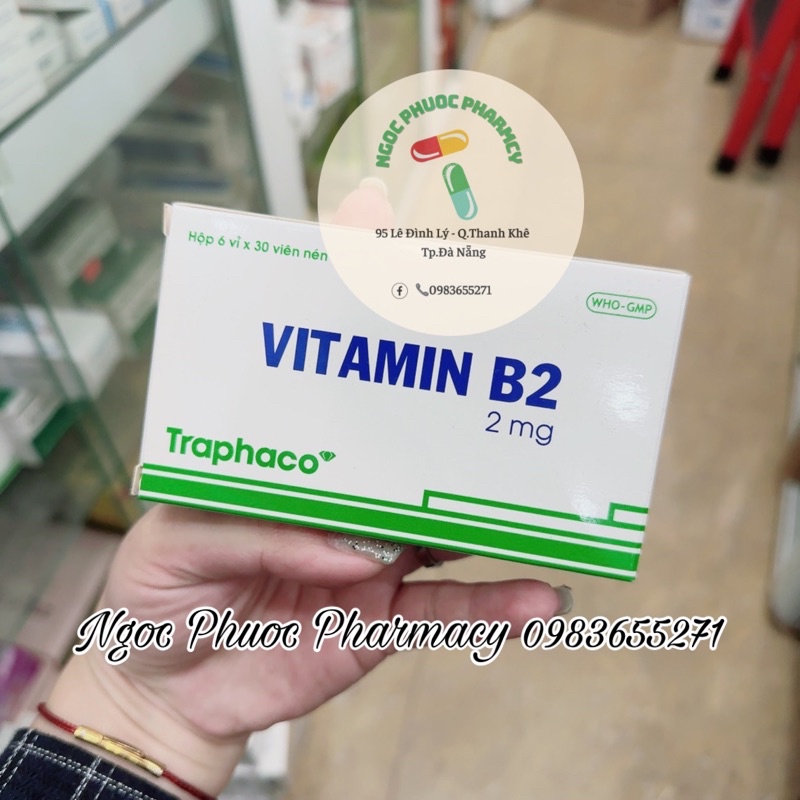 NGOC PHUOC PHARMCY
95 Lê Đình Lý - Q.Thanh Khê
Tp.Đà Nẵng
0983655271
Hộp 6 vỉ x 30 viên nén
WHO-GMP
VITAMIN B2
2 mg
Traphaco
Ngoc Phuoc Pharmacy 0983655271